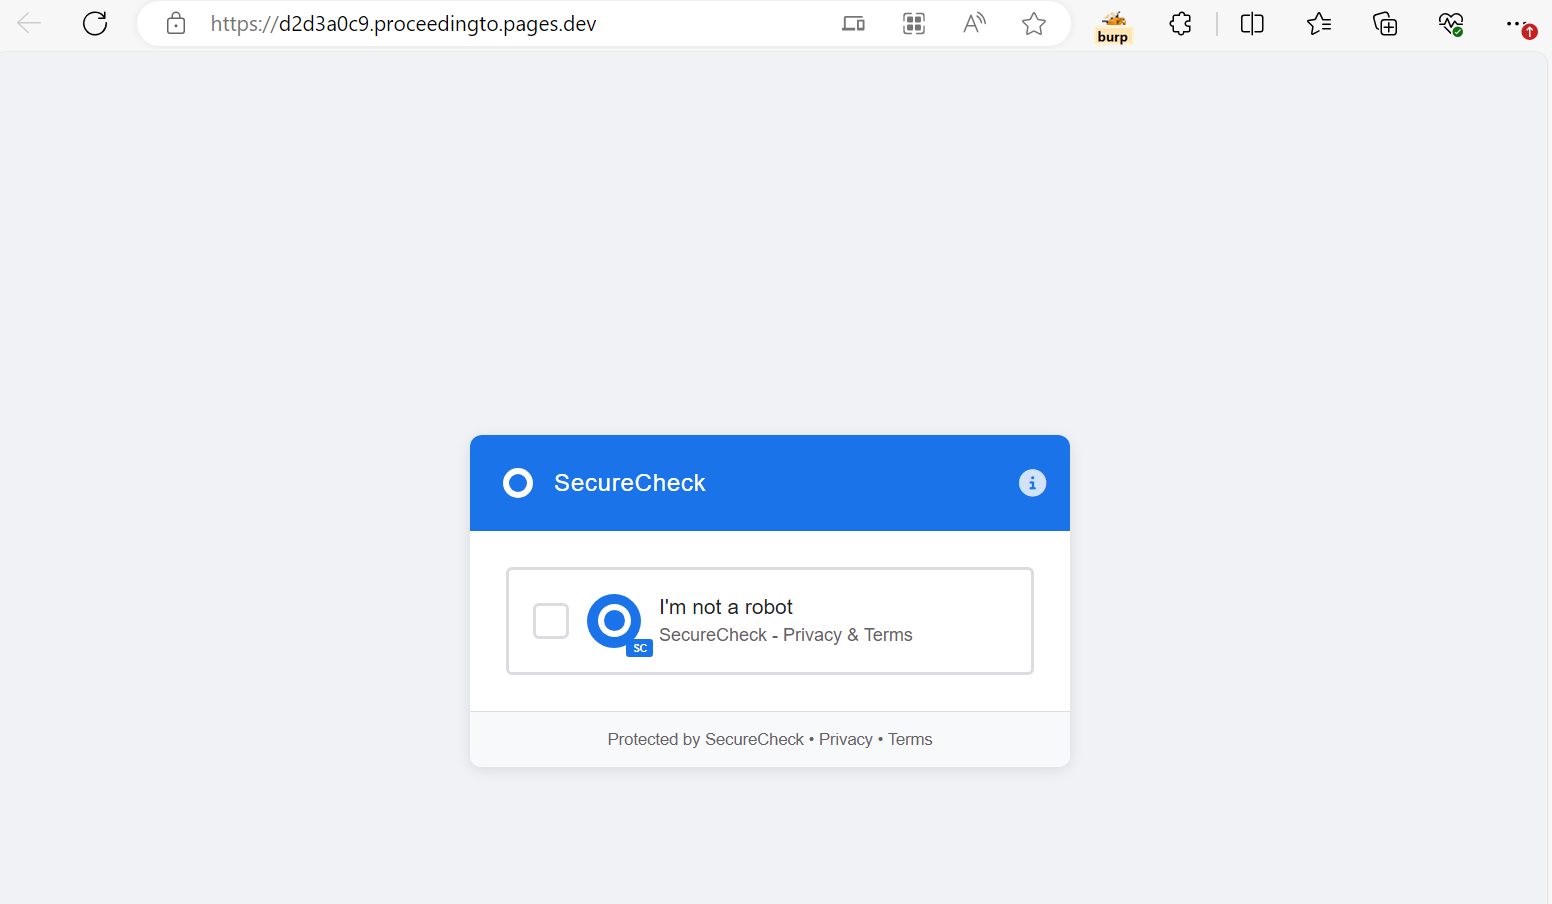 https://d2d3a0c9.proceedingto.pages.dev
burp
SecureCheck
I'm not a robot
SecureCheck - Privacy & Terms
SC
Protected by SecureCheck • Privacy • Terms